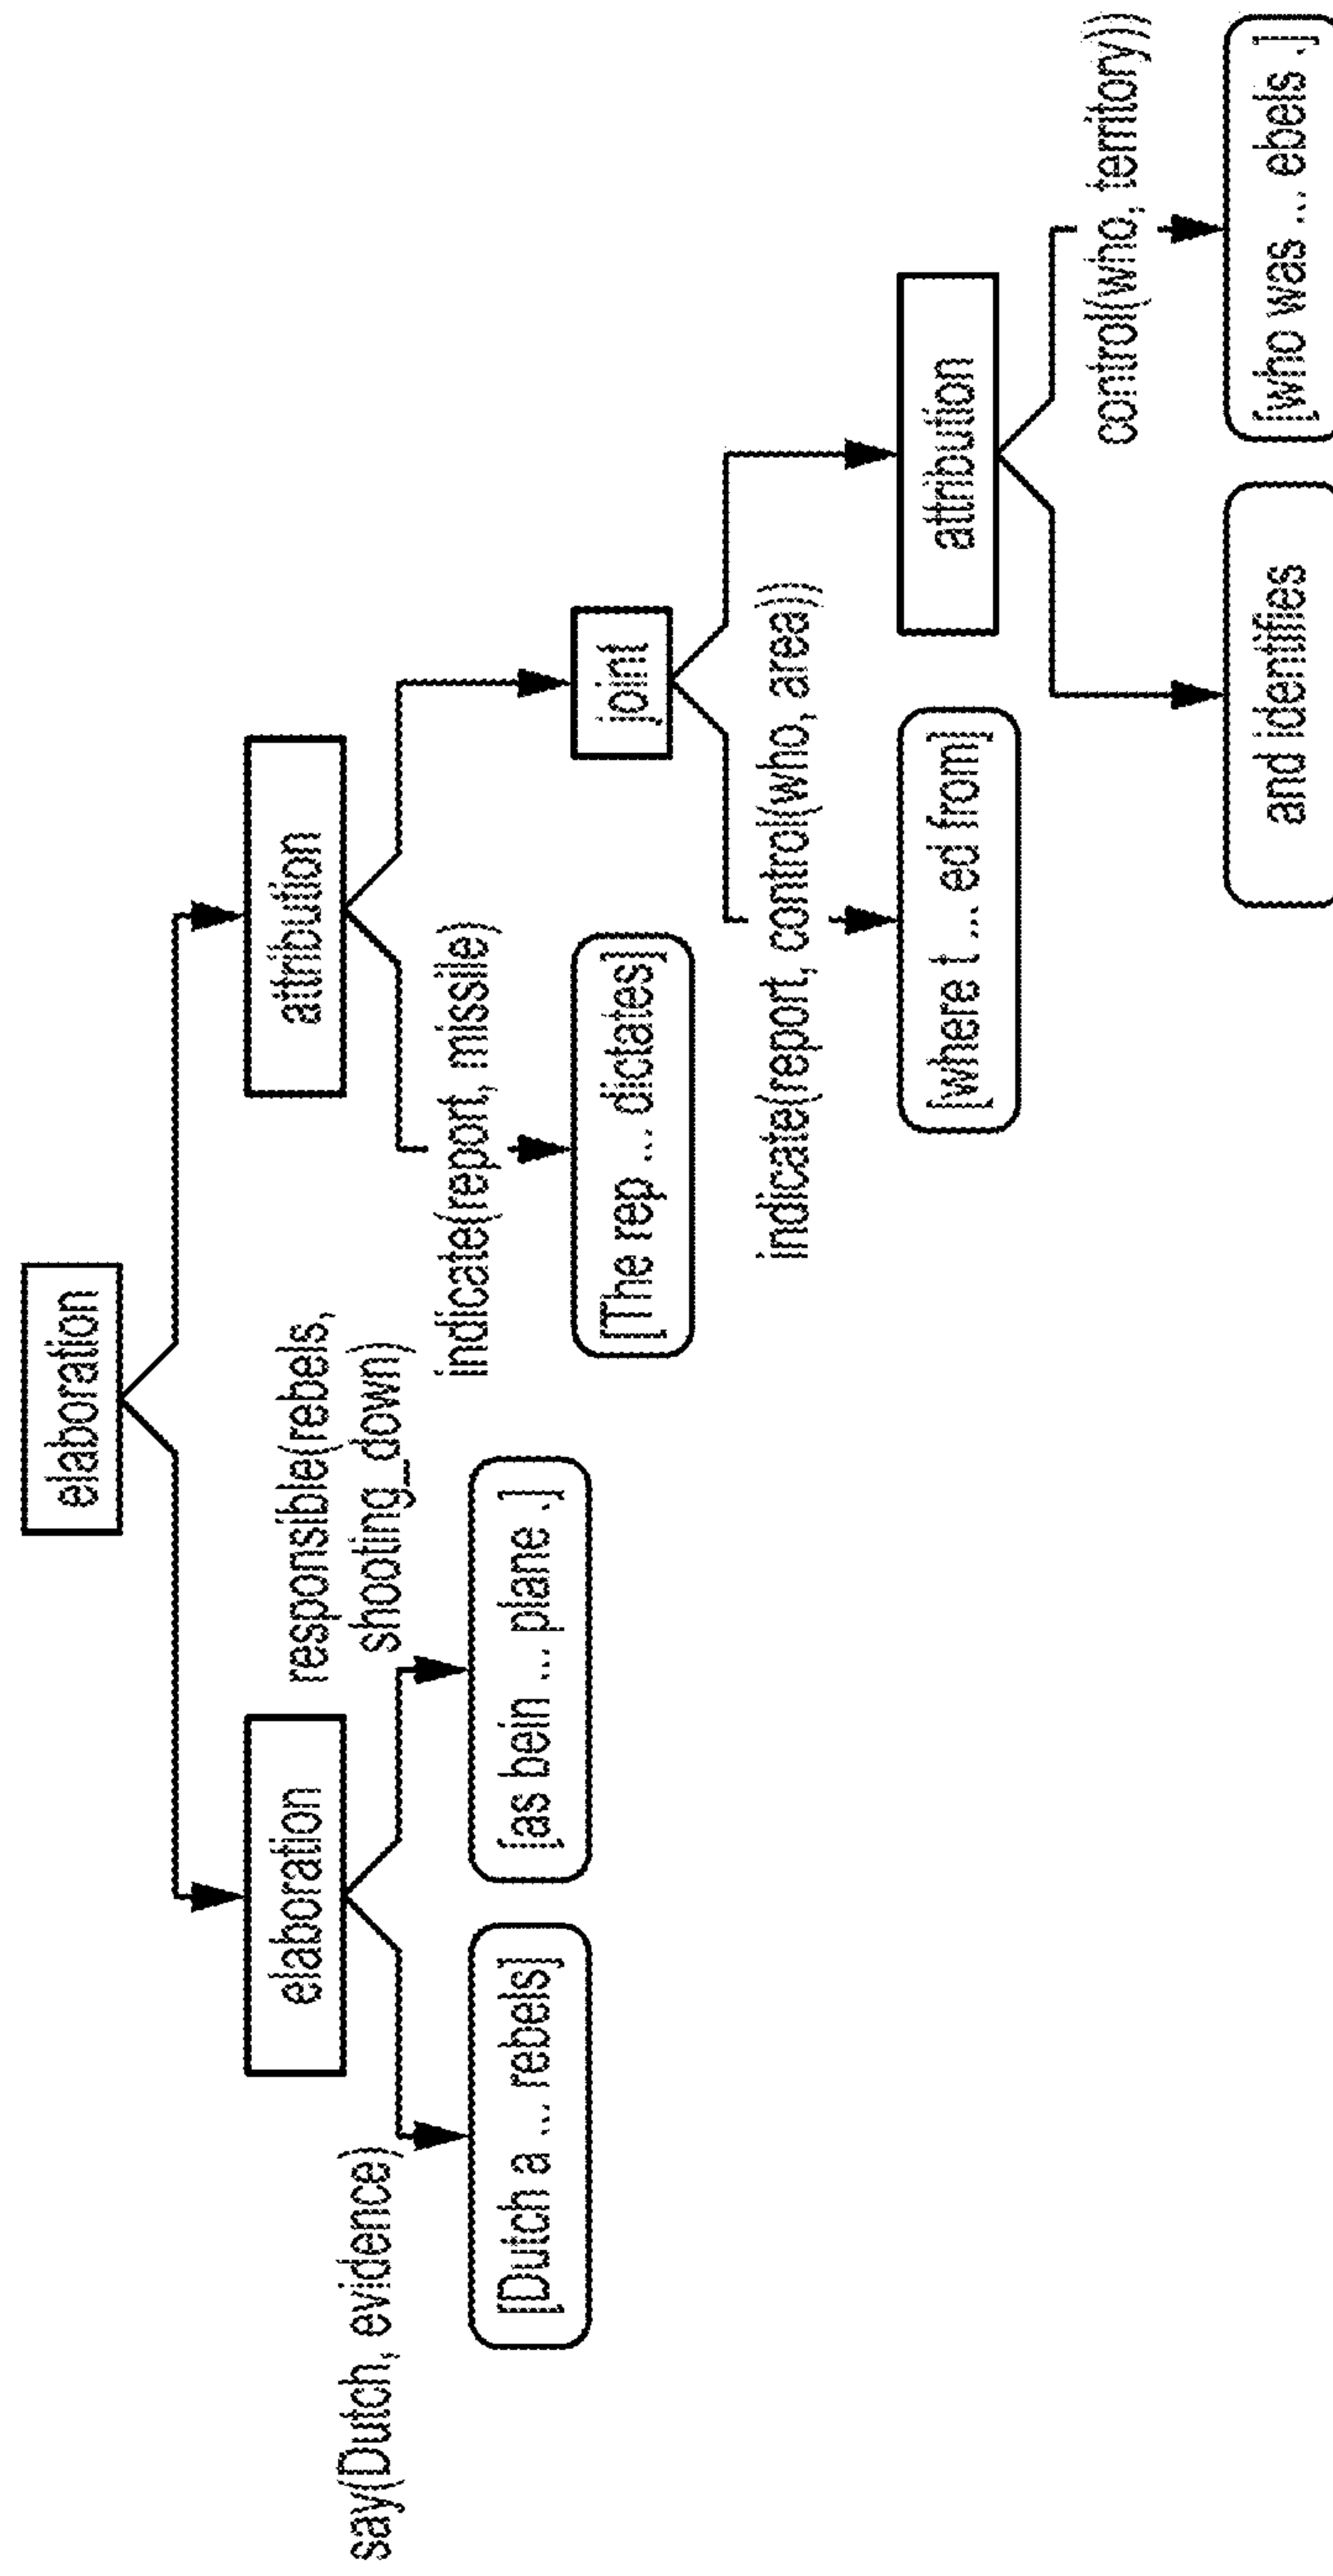 elaboration
elaboration
attribution
say(Dutch, evidence)
responsible(rebels,
shooting_down)
indicate(report, missile)
[Dutch a ... rebels]
[as bein ... plane ,]
[The rep ... dictates]
joint
indicate(report, control(who, area))
[where t ... ed from]
attribution
control(who, territory))
and identifies
[who was ... ebels ,]